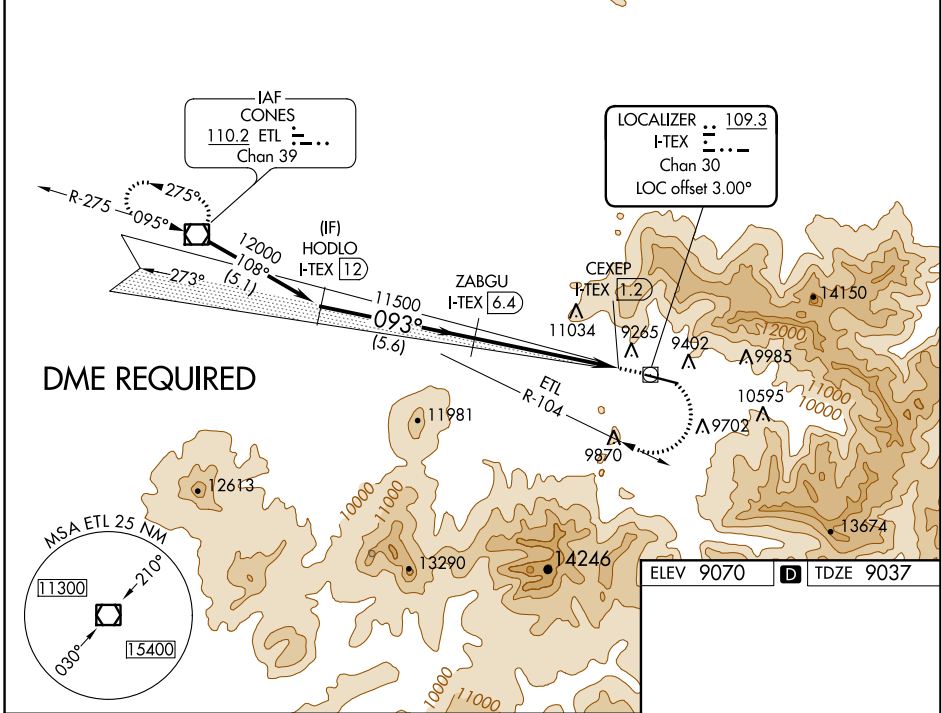 IAF
CONES
110.2 ETL
Chan 39
LOCALIZER 109.3
I-TEX
Chan 30
LOC offset 3.00°
R-275
275°
095°
12000
108°
(5.1)
(IF)
HODLO
I-TEX 12
273°
11500
093°
(5.6)
ZABGU
I-TEX 6.4
CEXEP
I-TEX 1.2
11034
9265
9402
9985
14150
12000
11000
10000
10595
9702
9870
ETL
R-104
DME REQUIRED
11981
12613
10000
11000
13290
14246
13674
MSA ETL 25 NM
11300
210°
030°
15400
10000
11000
ELEV 9070 D TDZE 9037